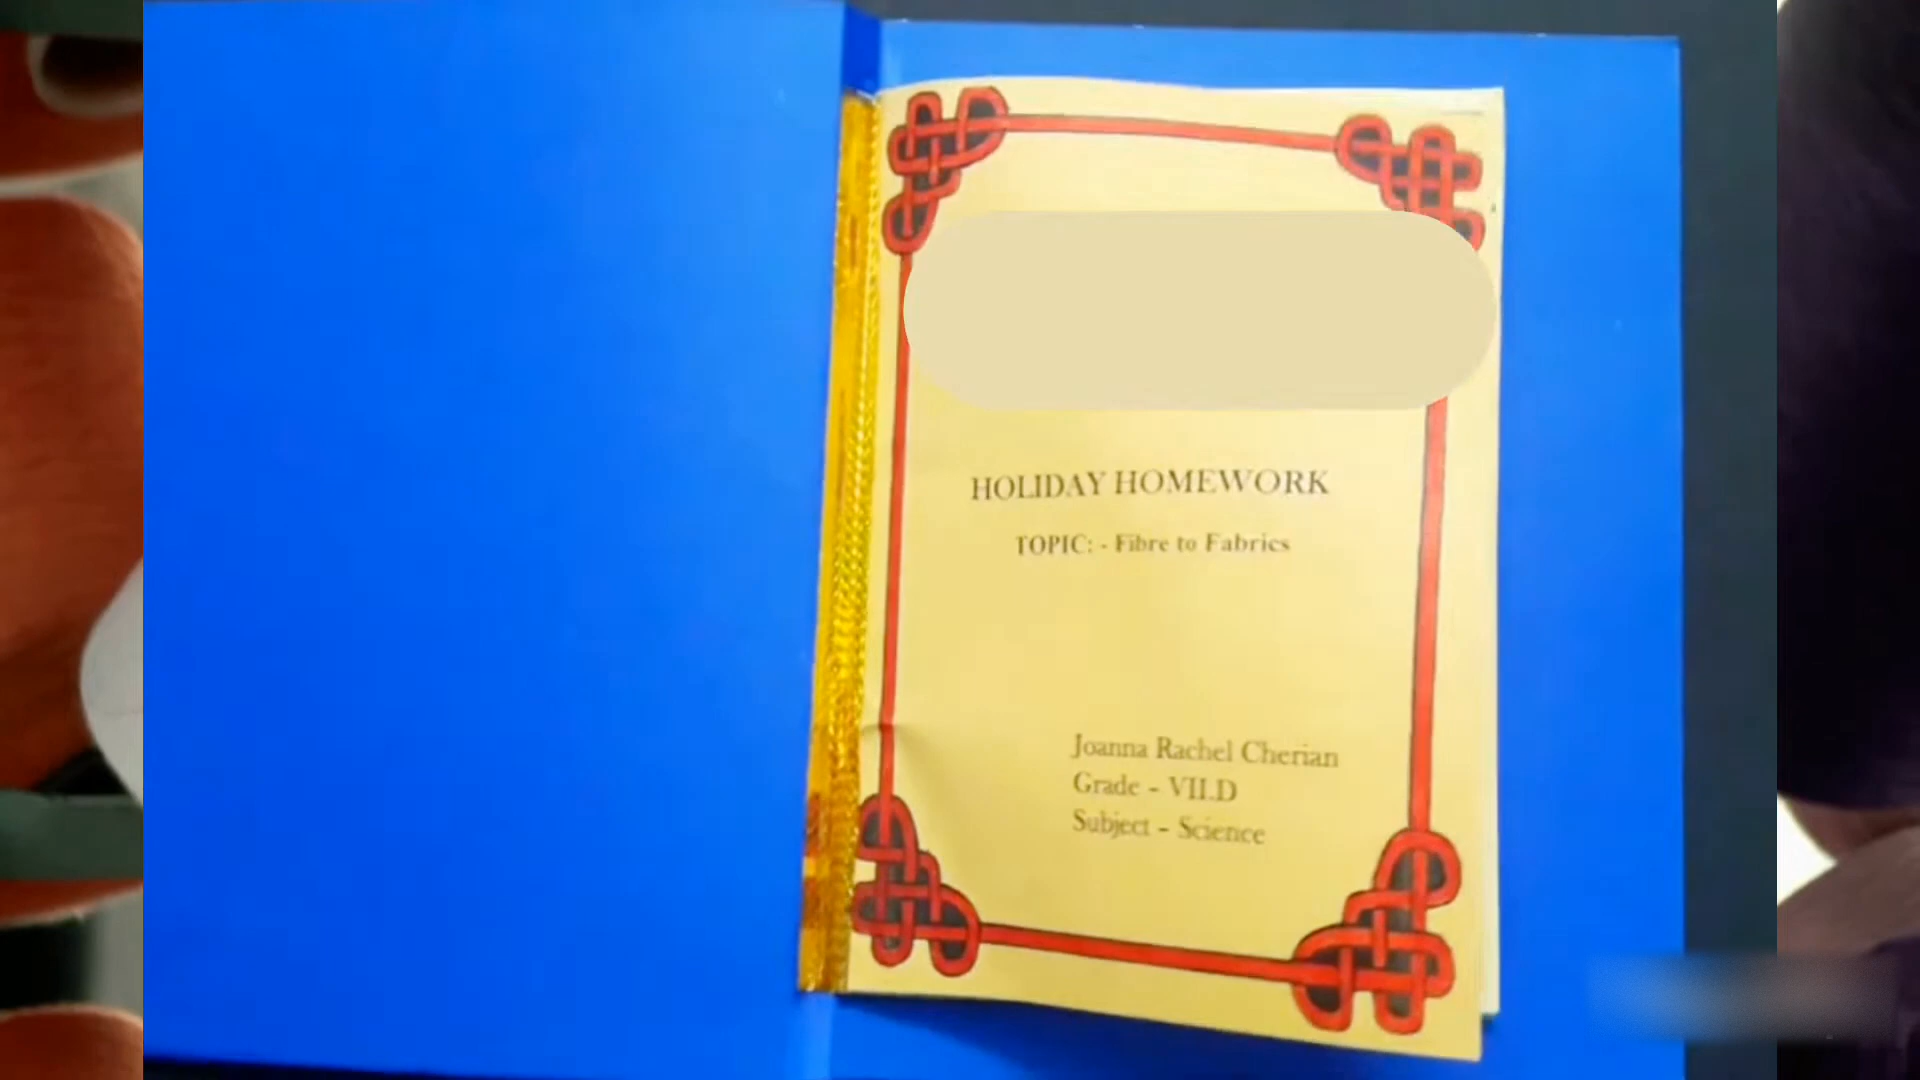 HOLIDAY HOMEWORK
TOPIC: - Fibre to Fabrics
Joanna Rachel Cherian
Grade - VII.D
Subject - Science